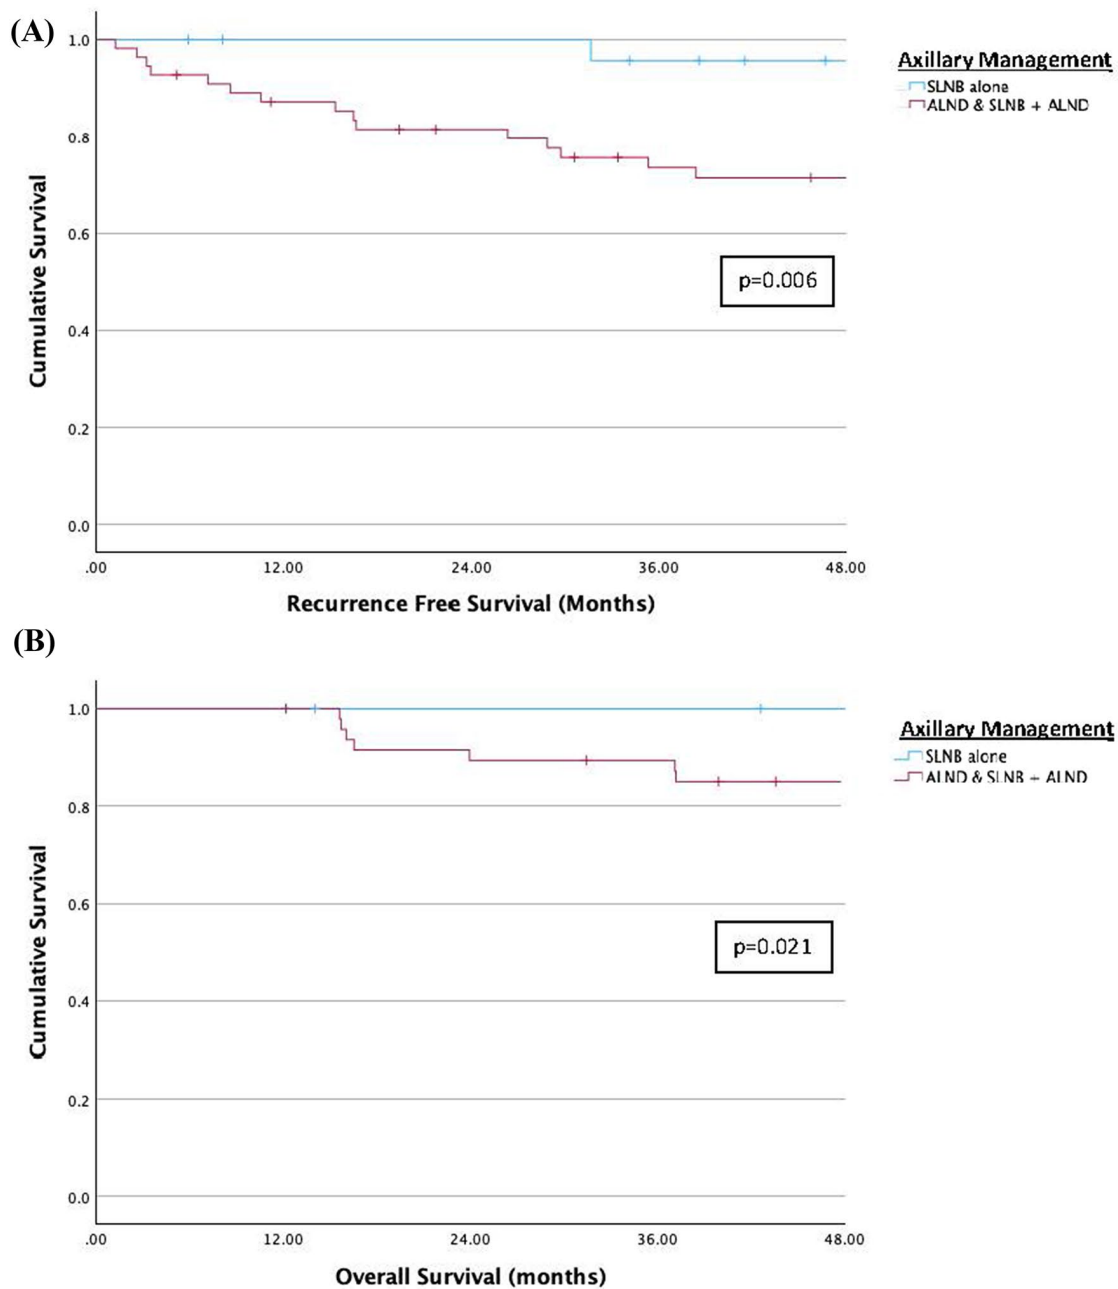 (A)
1.0
0.8
0.6
0.4
0.2
0.0
Cumulative Survival
.00 12.00 24.00 36.00 48.00
Recurrence Free Survival (Months)
Axillary Management
SLNB alone
ALND & SLNB + ALND
p=0.006
(B)
1.0
0.8
0.6
0.4
0.2
0.0
Cumulative Survival
.00 12.00 24.00 36.00 48.00
Overall Survival (months)
Axillary Management
SLNB alone
ALND & SLNB + ALND
p=0.021